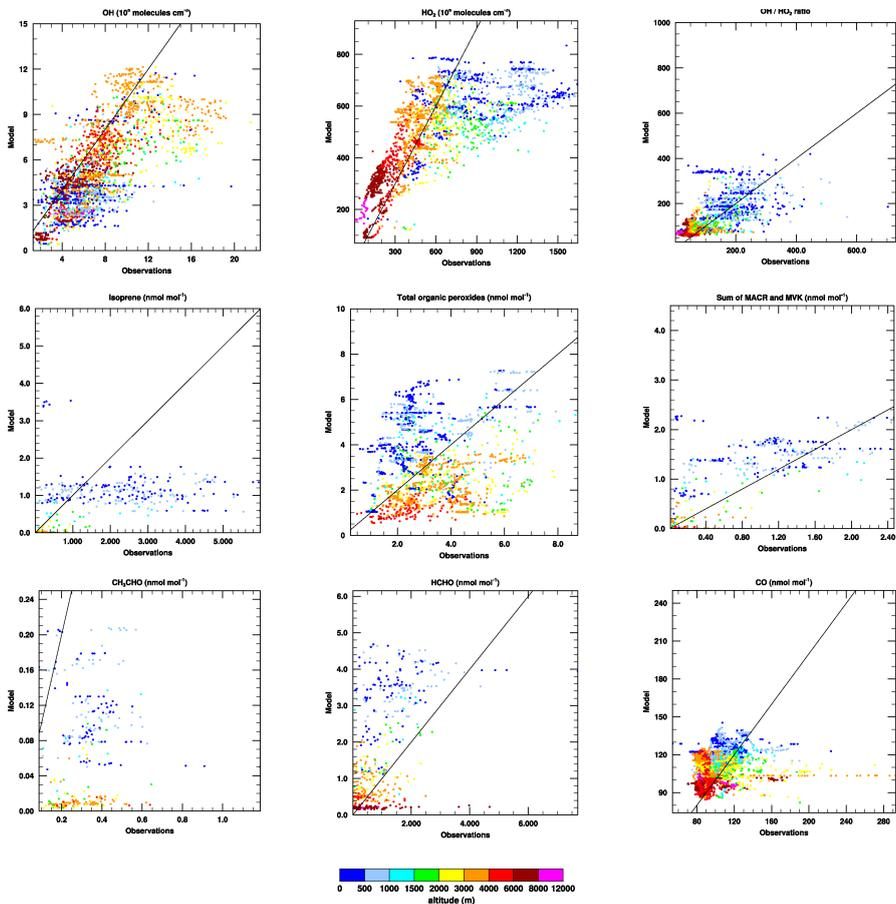 OH (10⁶ molecules cm⁻³)
15
12
9
6
3
0
Model
4 8 12 16 20
Observations
HO₂ (10⁶ molecules cm⁻³)
800
600
400
200
Model
300 600 900 1200 1500
Observations
OH / HO₂ ratio
1000
800
600
400
200
Model
200.0 400.0 600.0
Observations
Isoprene (nmol mol⁻¹)
6.0
5.0
4.0
3.0
2.0
1.0
0.0
Model
1.000 2.000 3.000 4.000 5.000
Observations
Total organic peroxides (nmol mol⁻¹)
10
8
6
4
2
0
Model
2.0 4.0 6.0 8.0
Observations
Sum of MACR and MVK (nmol mol⁻¹)
4.0
3.0
2.0
1.0
0.0
Model
0.40 0.80 1.20 1.60 2.00 2.40
Observations
CH₃CHO (nmol mol⁻¹)
0.24
0.20
0.16
0.12
0.08
0.04
0.00
Model
0.2 0.4 0.6 0.8 1.0
Observations
HCHO (nmol mol⁻¹)
6.0
5.0
4.0
3.0
2.0
1.0
0.0
Model
2.000 4.000 6.000
Observations
CO (nmol mol⁻¹)
240
210
180
150
120
90
Model
80 120 160 200 240 280
Observations
0 500 1000 1500 2000 3000 4000 6000 8000 12000
altitude (m)